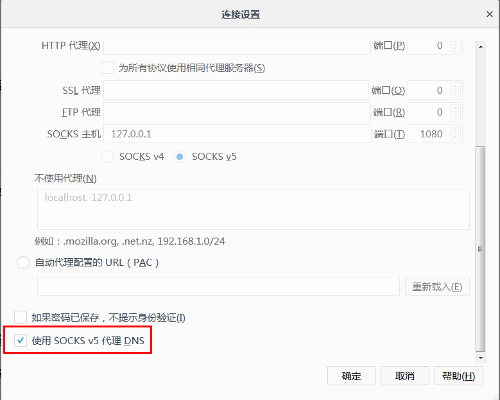 连接设置
HTTP 代理(X) 端口(P) 0
为所有协议使用相同代理服务器(S)
SSL 代理 端口(O) 0
FTP 代理 端口(R) 0
SOCKS 主机 127.0.0.1 端口(T) 1080
SOCKS v4 SOCKS v5
不使用代理(N)
localhost, 127.0.0.1
例如：.mozilla.org, .net.nz, 192.168.1.0/24
自动代理配置的 URL（PAC）
重新载入(E)
如果密码已保存，不提示身份验证(I)
使用 SOCKS v5 代理 DNS
确定 取消 帮助(H)